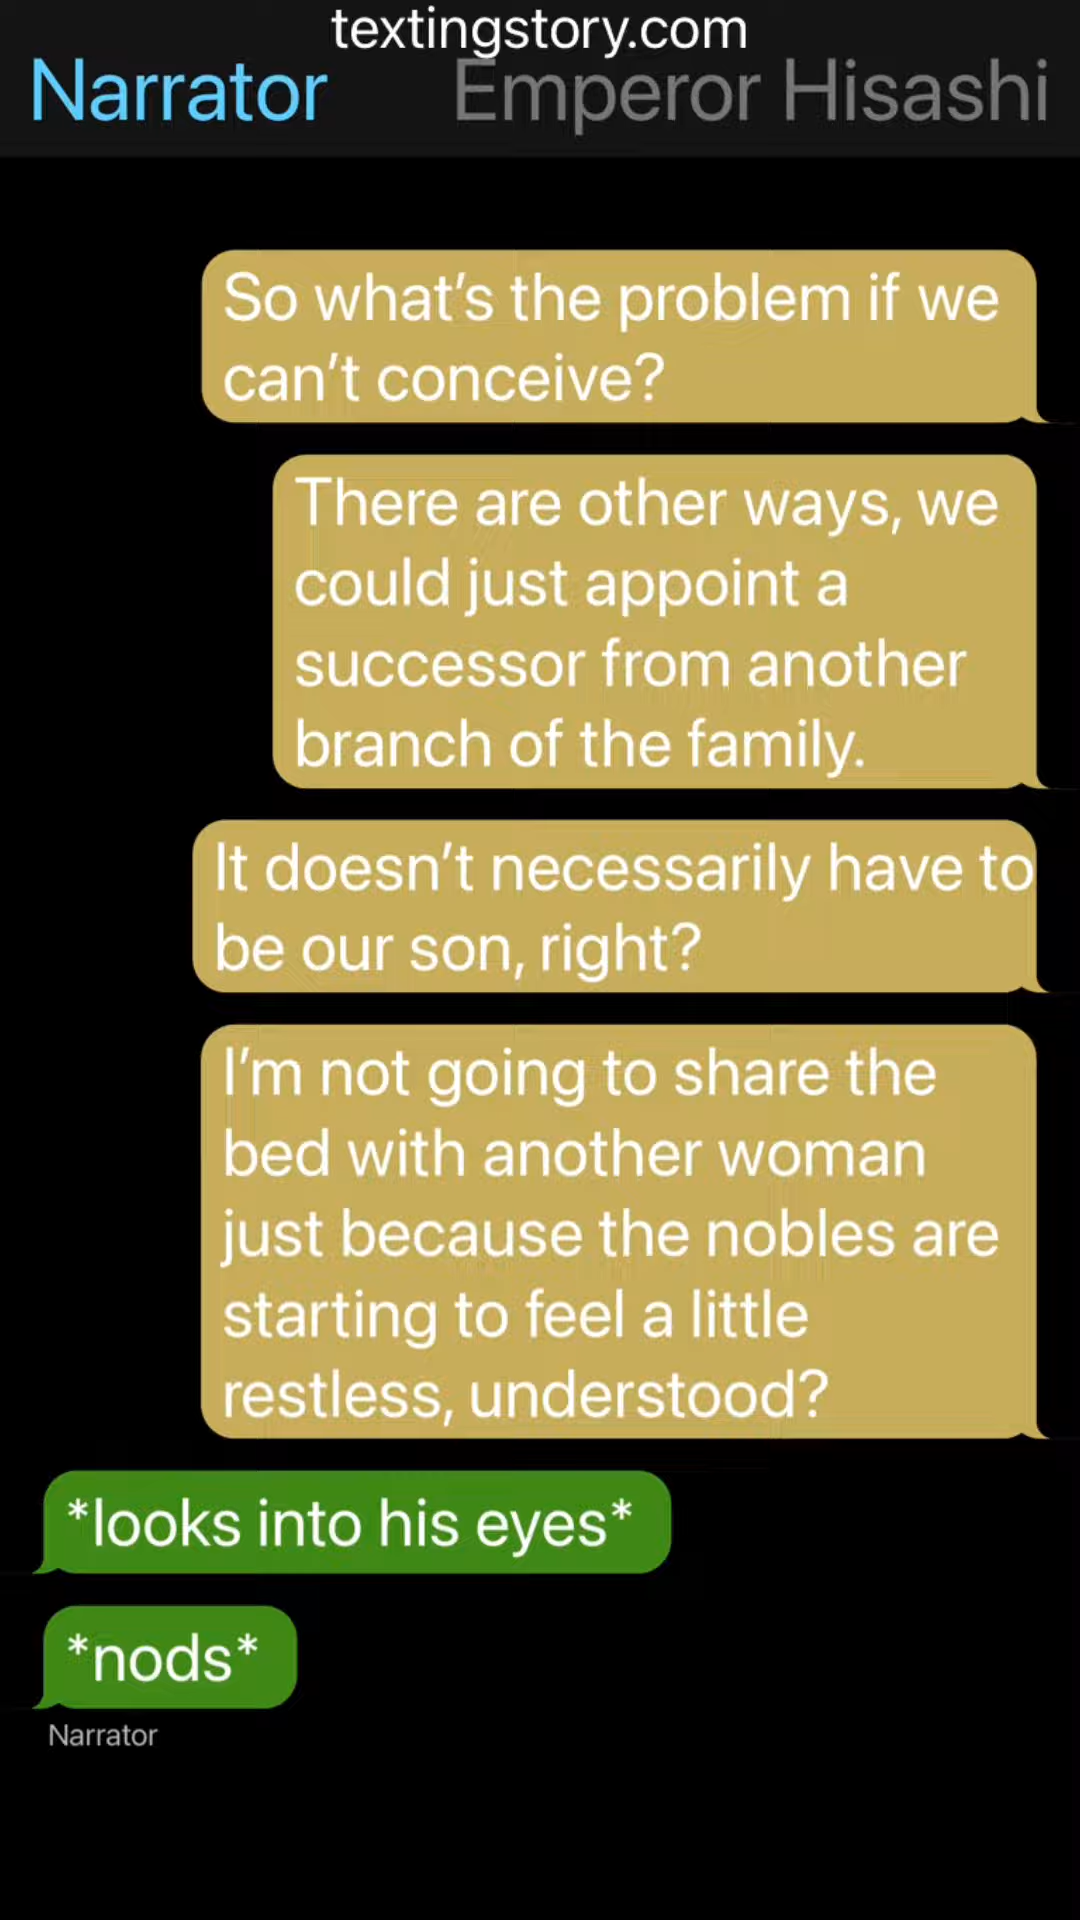 textingstory.com
Narrator Emperor Hisashi
So what’s the problem if we
can’t conceive?
There are other ways, we
could just appoint a
successor from another
branch of the family.
It doesn’t necessarily have to
be our son, right?
I’m not going to share the
bed with another woman
just because the nobles are
starting to feel a little
restless, understood?
*looks into his eyes*
*nods*
Narrator